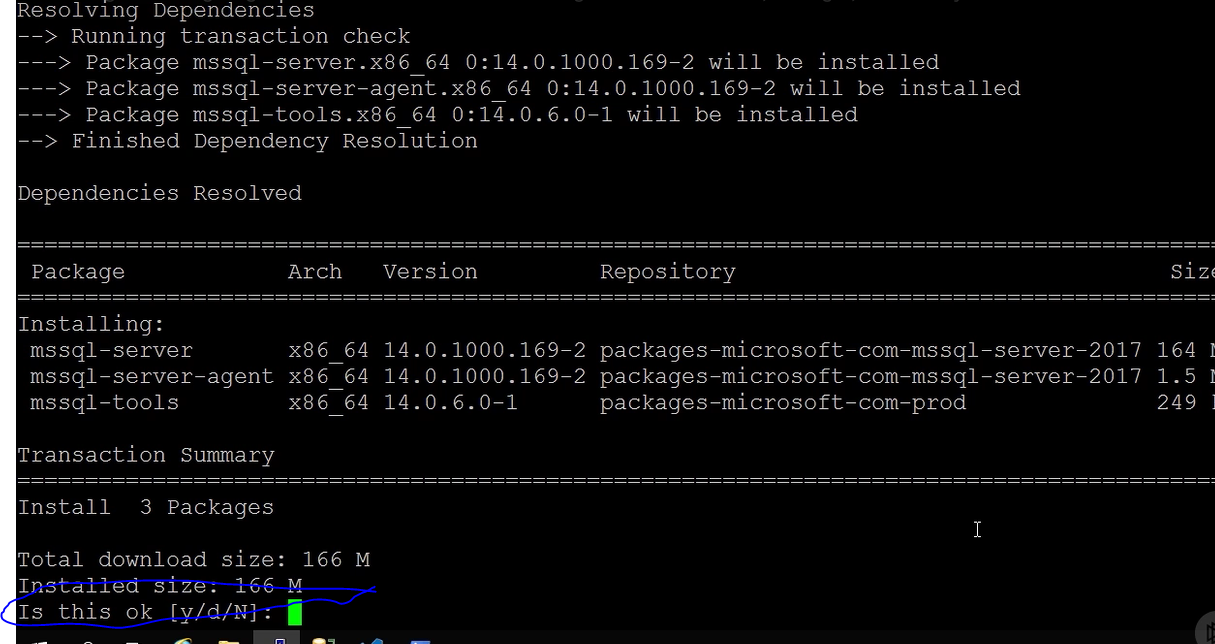 Resolving Dependencies
--> Running transaction check
---> Package mssql-server.x86_64 0:14.0.1000.169-2 will be installed
---> Package mssql-server-agent.x86_64 0:14.0.1000.169-2 will be installed
---> Package mssql-tools.x86_64 0:14.0.6.0-1 will be installed
--> Finished Dependency Resolution
Dependencies Resolved
Package Arch Version Repository Size
Installing:
mssql-server x86_64 14.0.1000.169-2 packages-microsoft-com-mssql-server-2017 164 M
mssql-server-agent x86_64 14.0.1000.169-2 packages-microsoft-com-mssql-server-2017 1.5 M
mssql-tools x86_64 14.0.6.0-1 packages-microsoft-com-prod 249
Transaction Summary
Install 3 Packages
Total download size: 166 M
Installed size: 166 M
Is this ok [y/d/N]: